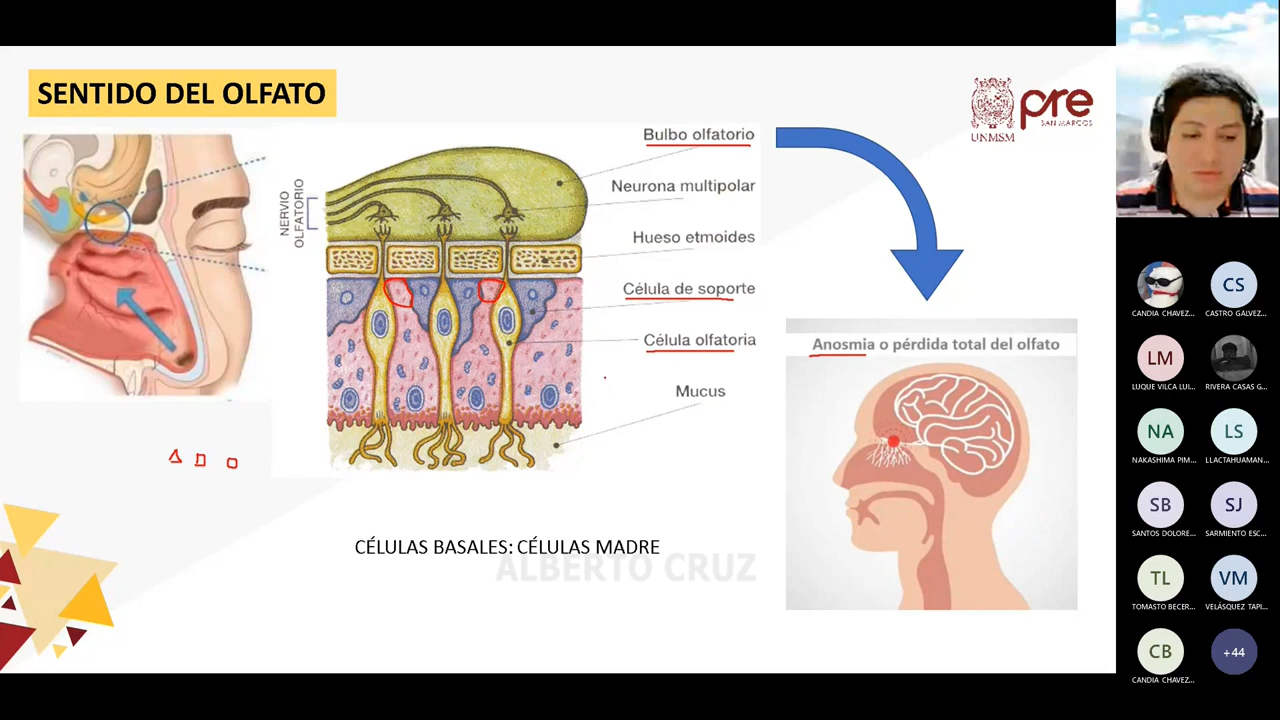 SENTIDO DEL OLFATO
pre
SAN MARCOS
UNMSM
NERVIO
OLFATORIO
Bulbo olfatorio
Neurona multipolar
Hueso etmoides
Célula de soporte
Célula olfatoria
Mucus
Anosmia o pérdida total del olfato
CÉLULAS BASALES: CÉLULAS MADRE
ALBERTO CRUZ
CS
CANDIA CHAVEZ...
CASTRO GALVEZ...
LM
LUQUE VILCA LUI...
RIVERA CASAS G...
NA
LS
NAKASHIMA PIM...
LLACTAHUAMAN...
SB
SJ
SANTOS DOLORE...
SARMIENTO ESC...
TL
VM
TOMASTO BECER...
VELÁSQUEZ TAPI...
CB
+44
CANDIA CHAVEZ...